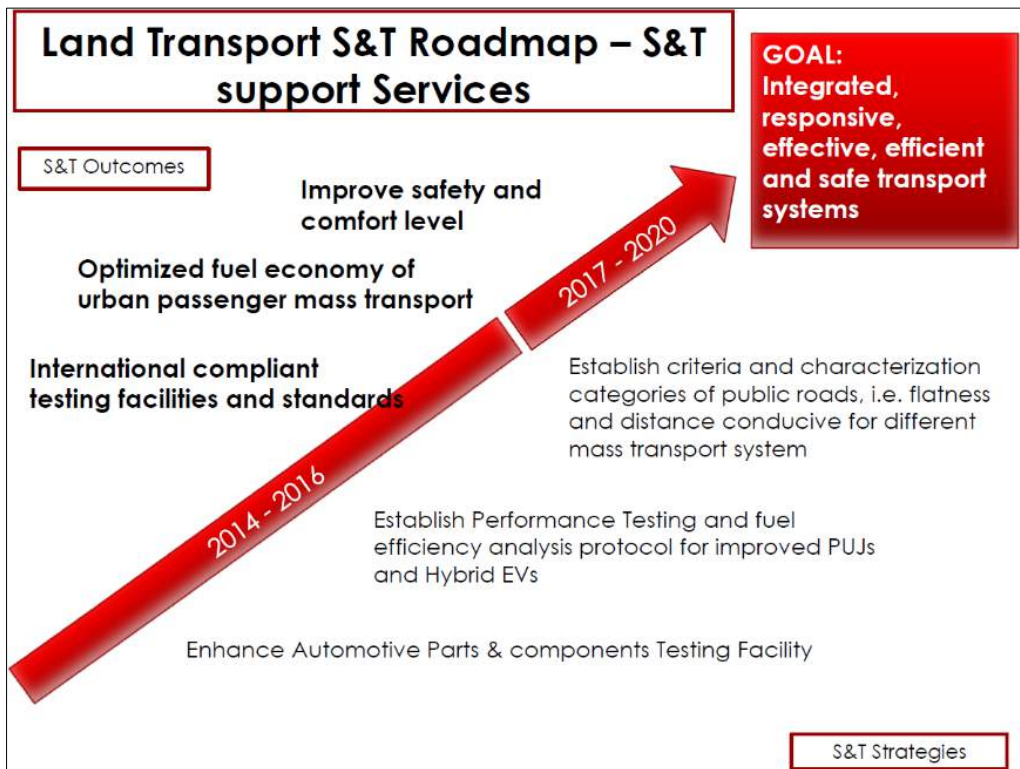 Land Transport S&T Roadmap – S&T
support Services
GOAL:
Integrated,
responsive,
effective, efficient
and safe transport
systems
S&T Outcomes
Improve safety and
comfort level
Optimized fuel economy of
urban passenger mass transport
International compliant
testing facilities and standards
2017 - 2020
2014 - 2016
Establish criteria and characterization
categories of public roads, i.e. flatness
and distance conducive for different
mass transport system
Establish Performance Testing and fuel
efficiency analysis protocol for improved PUJs
and Hybrid EVs
Enhance Automotive Parts & components Testing Facility
S&T Strategies